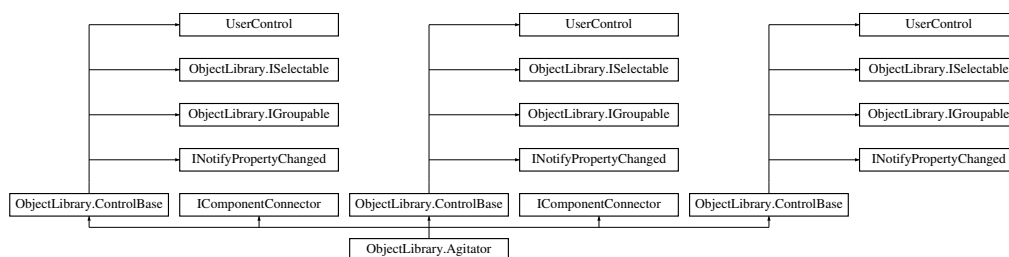 UserControl UserControl UserControl
ObjectLibrary.ISelectable ObjectLibrary.ISelectable ObjectLibrary.ISelectable
ObjectLibrary.IGroupable ObjectLibrary.IGroupable ObjectLibrary.IGroupable
INotifyPropertyChanged INotifyPropertyChanged INotifyPropertyChanged
ObjectLibrary.ControlBase IComponentConnector ObjectLibrary.ControlBase IComponentConnector ObjectLibrary.ControlBase
ObjectLibrary.Agitator